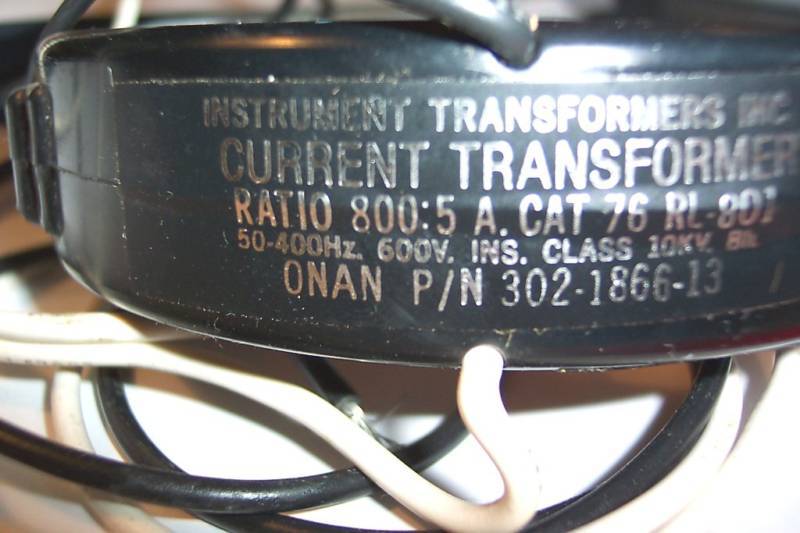 INSTRUMENT TRANSFORMERS INC
CURRENT TRANSFORMER
RATIO 800:5 A. CAT 76 RL-801
50-400Hz. 600V. INS. CLASS 10KV. BIL
ONAN P/N 302-1866-13